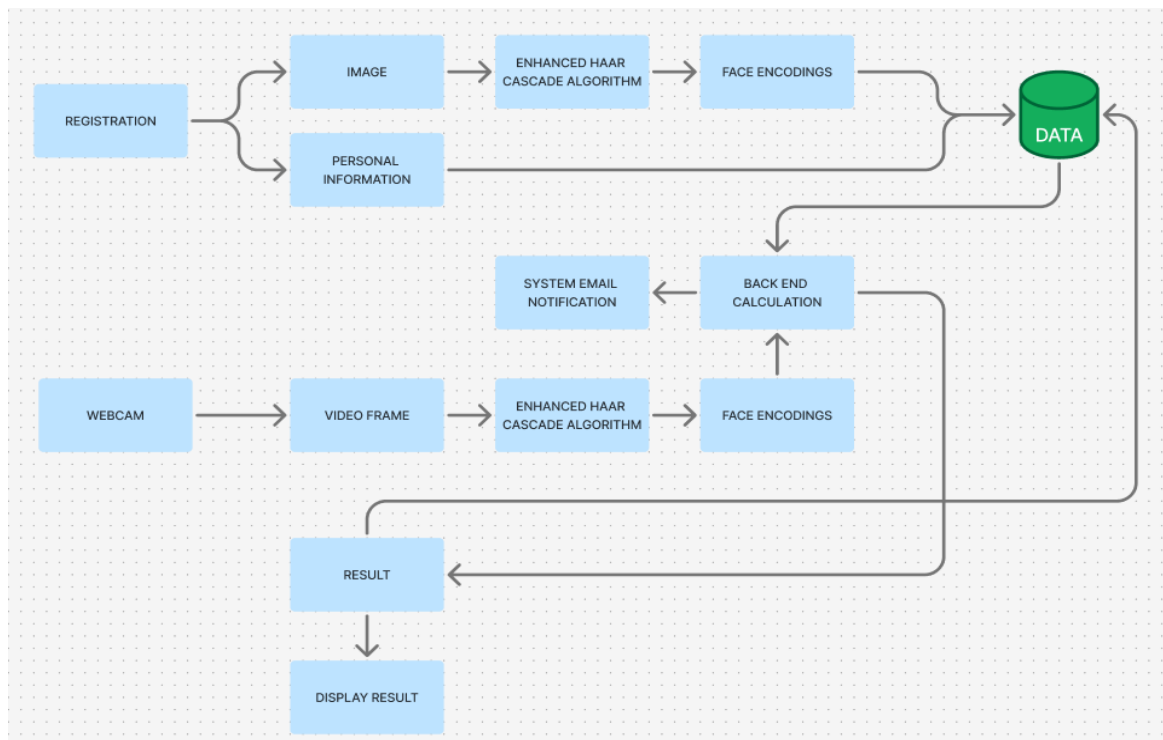 IMAGE
ENHANCED HAAR
CASCADE ALGORITHM
FACE ENCODINGS
REGISTRATION
DATA
PERSONAL
INFORMATION
SYSTEM EMAIL
NOTIFICATION
BACK END
CALCULATION
WEBCAM
VIDEO FRAME
ENHANCED HAAR
CASCADE ALGORITHM
FACE ENCODINGS
RESULT
DISPLAY RESULT